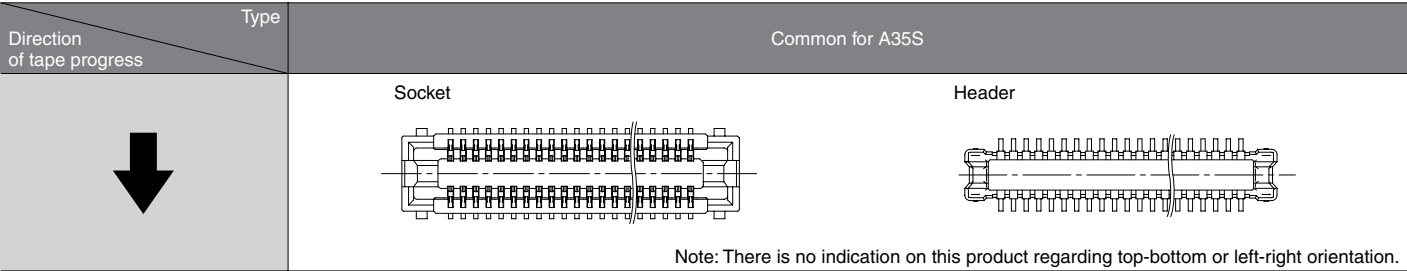 Type
Direction
of tape progress
Common for A35S
Socket
Header
Note: There is no indication on this product regarding top-bottom or left-right orientation.